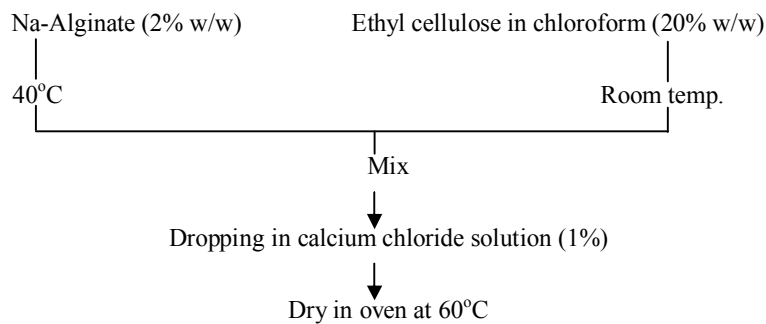 Na-Alginate (2% w/w) Ethyl cellulose in chloroform (20% w/w)
40°C Room temp.
Mix
Dropping in calcium chloride solution (1%)
Dry in oven at 60°C